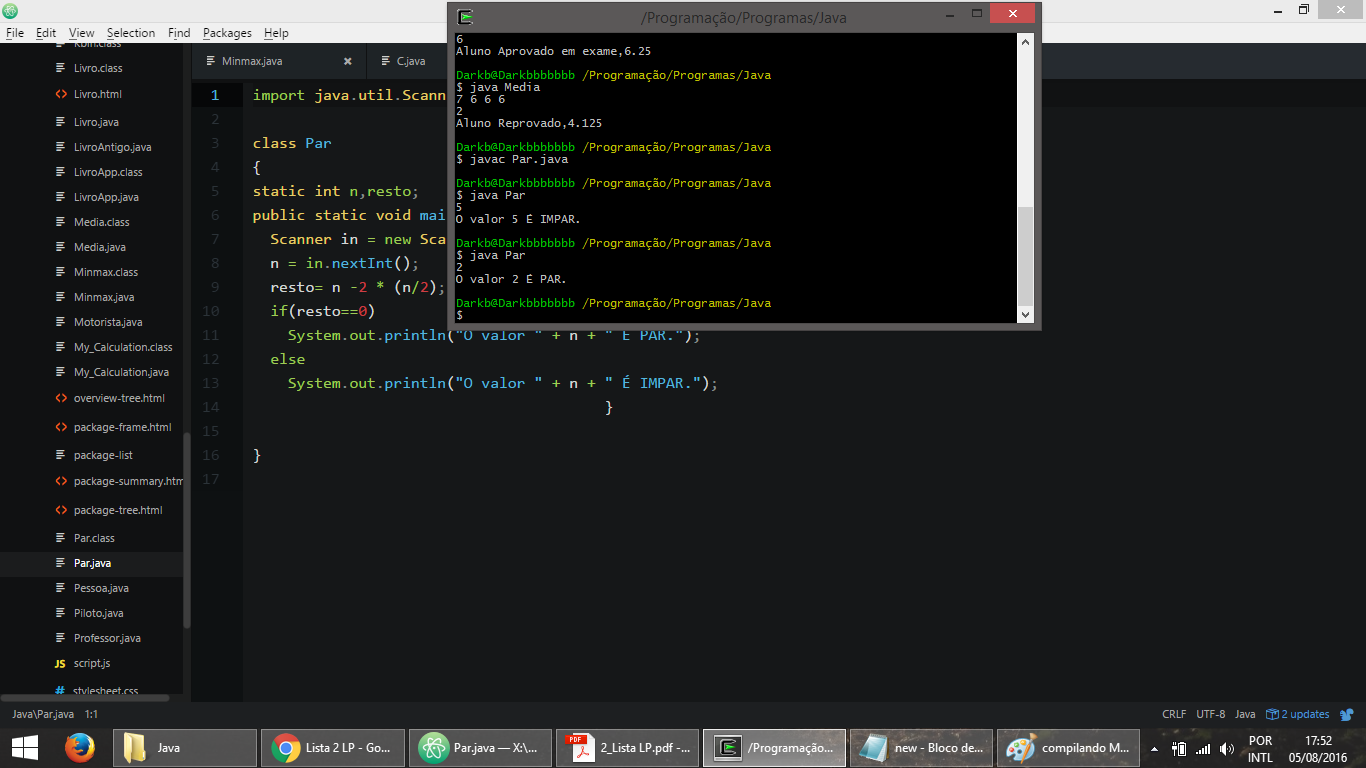 /Programação/Programas/Java
File Edit View Selection Find Packages Help
Livro.class
Livro.html
Livro.java
LivroAntigo.java
LivroApp.class
LivroApp.java
Media.class
Media.java
Minmax.class
Minmax.java
Motorista.java
My_Calculation.class
My_Calculation.java
overview-tree.html
package-frame.html
package-list
package-summary.htm
package-tree.html
Par.class
Par.java
Pessoa.java
Piloto.java
Professor.java
JS script.js
# stylesheet.css
Minmax.java C.java
1 import java.util.Scann
2
3 class Par
4 {
5 static int n,resto;
6 public static void mai
7 Scanner in = new Sca
8 n = in.nextInt();
9 resto= n -2 * (n/2);
10 if(resto==0)
11 System.out.println("O valor " + n + " É PAR.");
12 else
13 System.out.println("O valor " + n + " É IMPAR.");
14 }
15
16 }
17
6
Aluno Aprovado em exame,6.25
Darkb@Darkbbbbbbb /Programação/Programas/Java
$ java Media
7 6 6 6
2
Aluno Reprovado,4.125
Darkb@Darkbbbbbbb /Programação/Programas/Java
$ javac Par.java
Darkb@Darkbbbbbbb /Programação/Programas/Java
$ java Par
5
O valor 5 É IMPAR.
Darkb@Darkbbbbbbb /Programação/Programas/Java
$ java Par
2
O valor 2 É PAR.
Darkb@Darkbbbbbbb /Programação/Programas/Java
$
Java\Par.java 1:1 CRLF UTF-8 Java 2 updates
Java
Lista 2 LP - Go...
Par.java — X:\...
PDF 2_Lista LP.pdf -...
/Programação...
new - Bloco de...
compilando M...
POR
INTL
17:52
05/08/2016